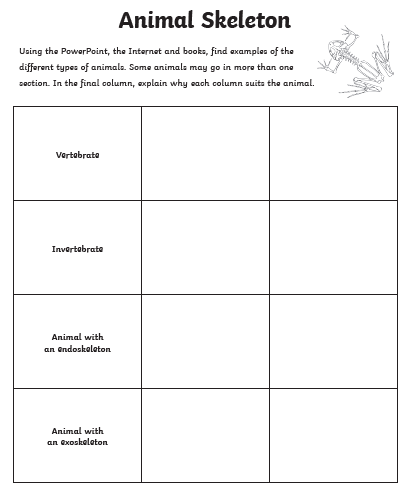 Animal Skeleton
Using the PowerPoint, the Internet and books, find examples of the
different types of animals. Some animals may go in more than one
section. In the final column, explain why each column suits the animal.
Vertebrate
Invertebrate
Animal with
an endoskeleton
Animal with
an exoskeleton